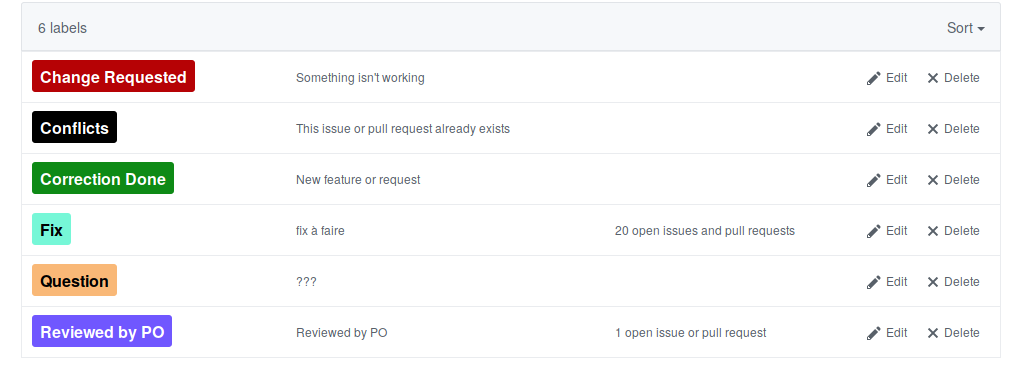 6 labels Sort
Change Requested Something isn't working Edit Delete
Conflicts This issue or pull request already exists Edit Delete
Correction Done New feature or request Edit Delete
Fix fix à faire 20 open issues and pull requests Edit Delete
Question ??? Edit Delete
Reviewed by PO Reviewed by PO 1 open issue or pull request Edit Delete